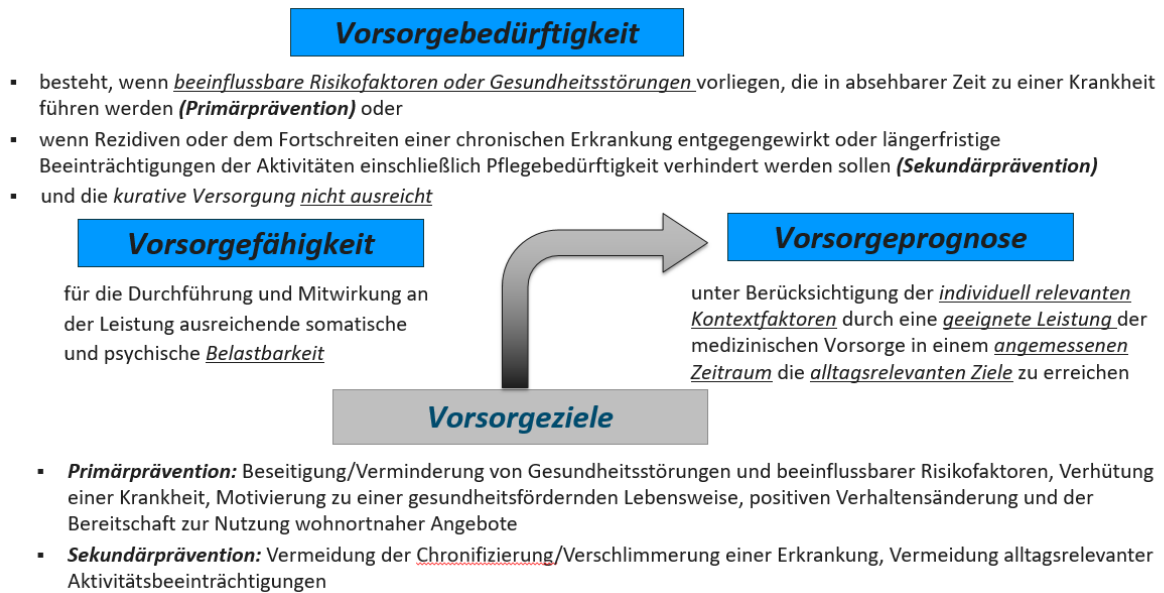 Vorsorgebedürftigkeit
▪ besteht, wenn beeinflussbare Risikofaktoren oder Gesundheitsstörungen vorliegen, die in absehbarer Zeit zu einer Krankheit
führen werden (Primärprävention) oder
▪ wenn Rezidiven oder dem Fortschreiten einer chronischen Erkrankung entgegengewirkt oder längerfristige
Beeinträchtigungen der Aktivitäten einschließlich Pflegebedürftigkeit verhindert werden sollen (Sekundärprävention)
▪ und die kurative Versorgung nicht ausreicht
Vorsorgefähigkeit
für die Durchführung und Mitwirkung an
der Leistung ausreichende somatische
und psychische Belastbarkeit
Vorsorgeprognose
unter Berücksichtigung der individuell relevanten
Kontextfaktoren durch eine geeignete Leistung der
medizinischen Vorsorge in einem angemessenen
Zeitraum die alltagsrelevanten Ziele zu erreichen
Vorsorgeziele
▪ Primärprävention: Beseitigung/Verminderung von Gesundheitsstörungen und beeinflussbarer Risikofaktoren, Verhütung
einer Krankheit, Motivierung zu einer gesundheitsfördernden Lebensweise, positiven Verhaltensänderung und der
Bereitschaft zur Nutzung wohnortnaher Angebote
▪ Sekundärprävention: Vermeidung der Chronifizierung/Verschlimmerung einer Erkrankung, Vermeidung alltagsrelevanter
Aktivitätsbeeinträchtigungen